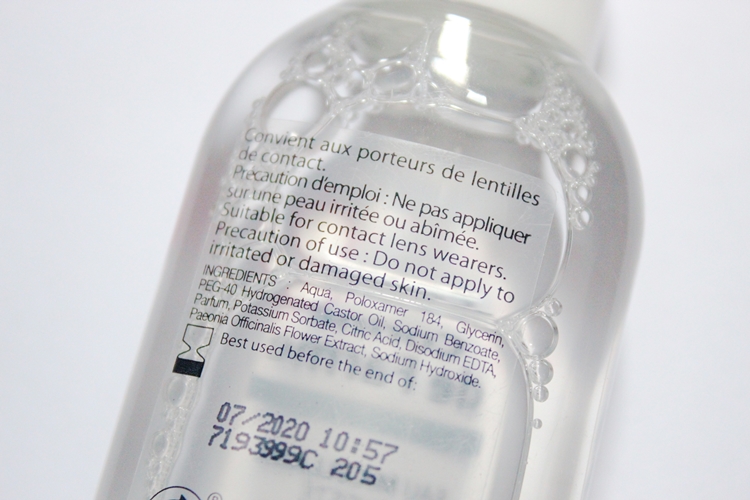 Convient aux porteurs de lentilles
de contact.
Précaution d'emploi : Ne pas appliquer
sur une peau irritée ou abîmée.
Suitable for contact lens wearers.
Precaution of use : Do not apply to
irritated or damaged skin.
INGREDIENTS : Aqua, Poloxamer 184, Glycerin,
PEG-40 Hydrogenated Castor Oil, Sodium Benzoate,
Parfum, Potassium Sorbate, Citric Acid, Disodium EDTA,
Paeonia Officinalis Flower Extract, Sodium Hydroxide.
Best used before the end of:
07/2020 10:57
7193999C 205
®